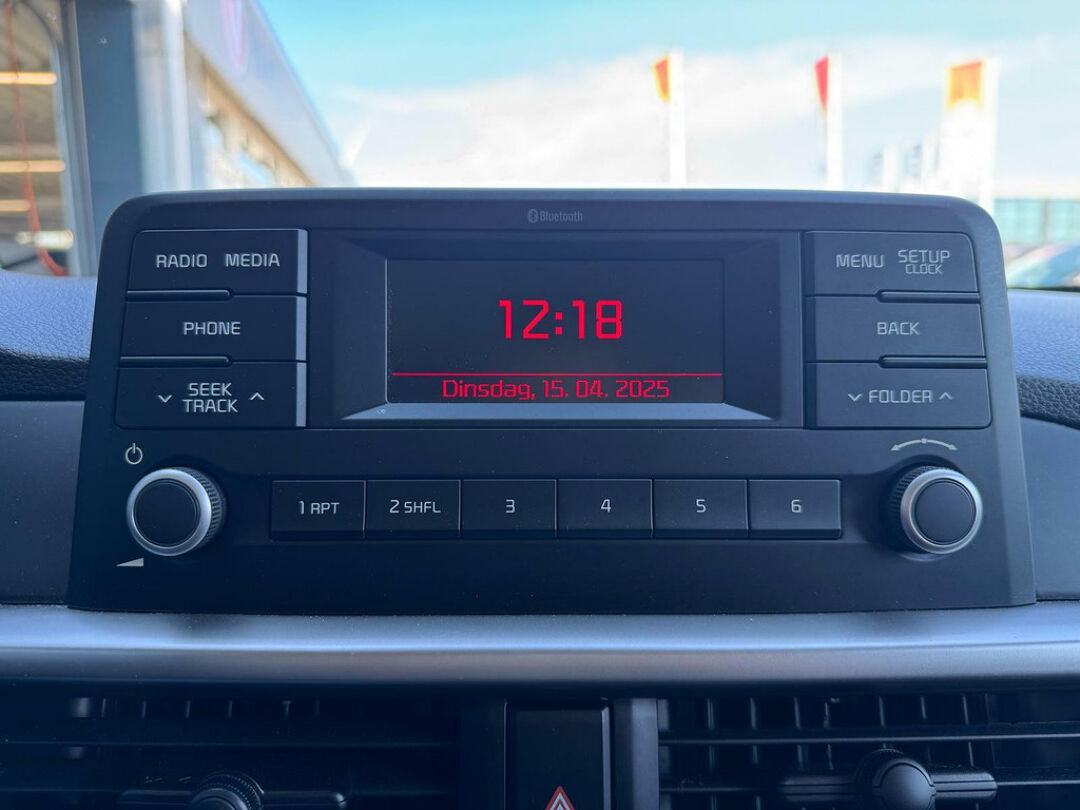 Bluetooth
RADIO MEDIA
MENU SETUP
CLOCK
12:18
PHONE
BACK
SEEK
TRACK
Dinsdag, 15. 04. 2025
FOLDER
1 RPT
2 SHFL
3
4
5
6